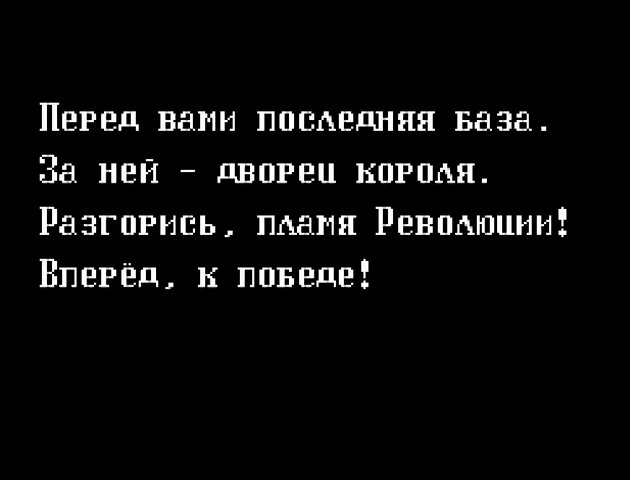 Перед вами последняя база.
За ней - дворец короля.
Разгорись, пламя Революции!
Вперёд, к победе!